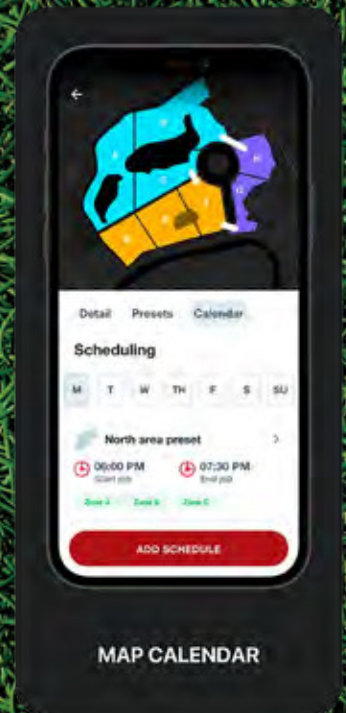 Detail Presets Calendar
Scheduling
M T W TH F S SU
North area preset
06:00 PM 07:30 PM
Start job End job
Zone A Zone B Zone C
ADD SCHEDULE
MAP CALENDAR